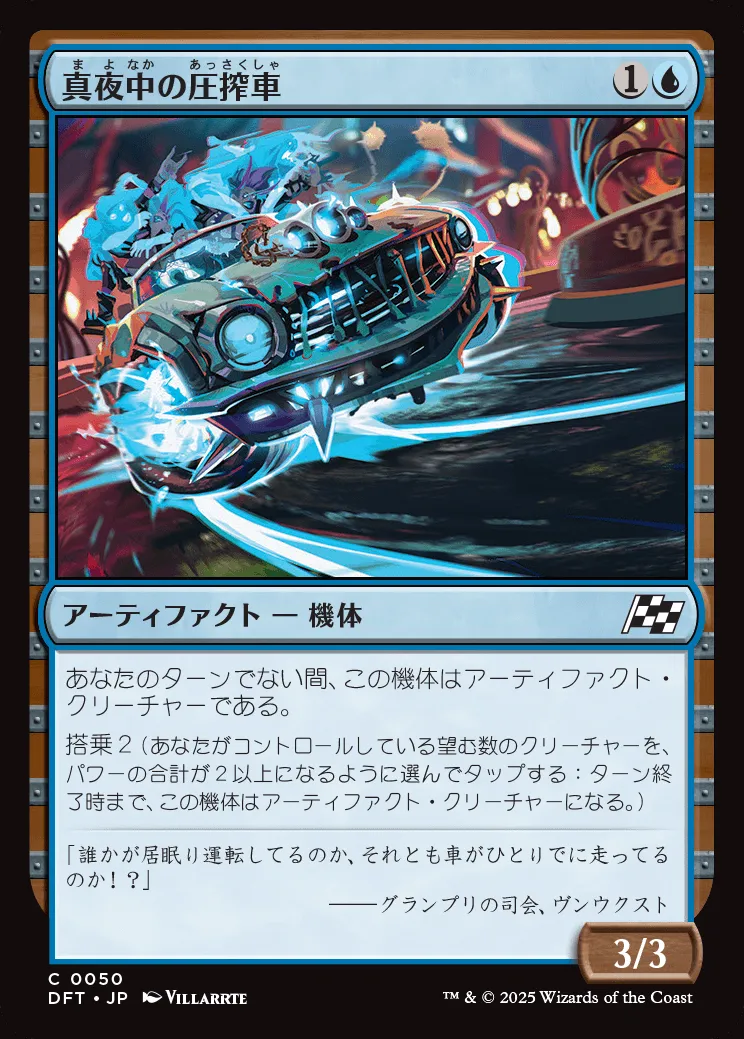 真夜中の圧搾車
まよなか あっさくしゃ
1
アーティファクト — 機体
あなたのターンでない間、この機体はアーティファクト・
クリーチャーである。
搭乗２（あなたがコントロールしている望む数のクリーチャーを、
パワーの合計が２以上になるように選んでタップする：ターン終
了時まで、この機体はアーティファクト・クリーチャーになる。）
「誰かが居眠り運転してるのか、それとも車がひとりでに走ってる
のか！？」
——グランプリの司会、ヴンウクスト
3/3
C 0050
DFT • JP VILLARRTE
™ & © 2025 Wizards of the Coast